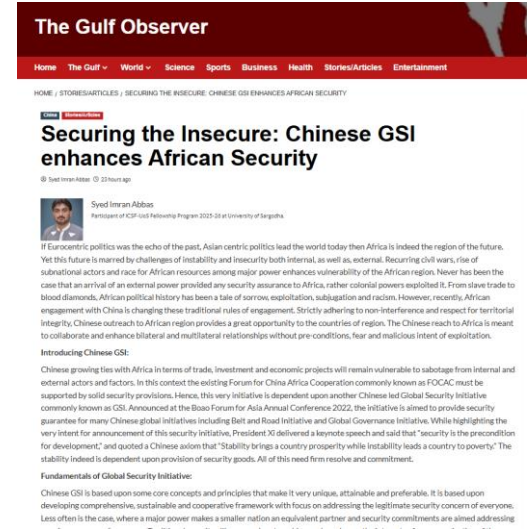 The Gulf Observer
Home The Gulf World Science Sports Business Health Stories/Articles Entertainment
HOME / STORIES/ARTICLES / SECURING THE INSECURE: CHINESE GSI ENHANCES AFRICAN SECURITY
China Stories/Articles
Securing the Insecure: Chinese GSI
enhances African Security
Syed Imran Abbas 23 hours ago
Syed Imran Abbas
Participant of ICSF-UoS Fellowship Program 2025-26 at University of Sargodha.
If Eurocentric politics was the echo of the past, Asian centric politics lead the world today then Africa is indeed the region of the future.
Yet this future is marred by challenges of instability and insecurity both internal, as well as, external. Recurring civil wars, rise of
subnational actors and race for African resources among major power enhances vulnerability of the African region. Never has been the
case that an arrival of an external power provided any security assurance to Africa, rather colonial powers exploited it. From slave trade to
blood diamonds, African political history has been a tale of sorrow, exploitation, subjugation and racism. However, recently, African
engagement with China is changing these traditional rules of engagement. Strictly adhering to non-interference and respect for territorial
integrity, Chinese outreach to African region provides a great opportunity to the countries of region. The Chinese reach to Africa is meant
to collaborate and enhance bilateral and multilateral relationships without pre-conditions, fear and malicious intent of exploitation.
Introducing Chinese GSI:
Chinese growing ties with Africa in terms of trade, investment and economic projects will remain vulnerable to sabotage from internal and
external actors and factors. In this context the existing Forum for China Africa Cooperation commonly known as FOCAC must be
supported by solid security provisions. Hence, this very initiative is dependent upon another Chinese led Global Security Initiative
commonly known as GSI. Announced at the Boao Forum for Asia Annual Conference 2022, the initiative is aimed to provide security
guarantee for many Chinese global initiatives including Belt and Road Initiative and Global Governance Initiative. While highlighting the
very intent for announcement of this security initiative, President Xi delivered a keynote speech and said that "security is the precondition
for development," and quoted a Chinese axiom that "Stability brings a country prosperity while instability leads a country to poverty." The
stability indeed is dependent upon provision of security goods. All of this need firm resolve and commitment.
Fundamentals of Global Security Initiative:
Chinese GSI is based upon some core concepts and principles that make it very unique, attainable and preferable. It is based upon
developing comprehensive, sustainable and cooperative framework with focus on addressing the legitimate security concern of everyone.
Less often is the case, where a major power makes a smaller nation an equivalent partner and security commitments are aimed addressing